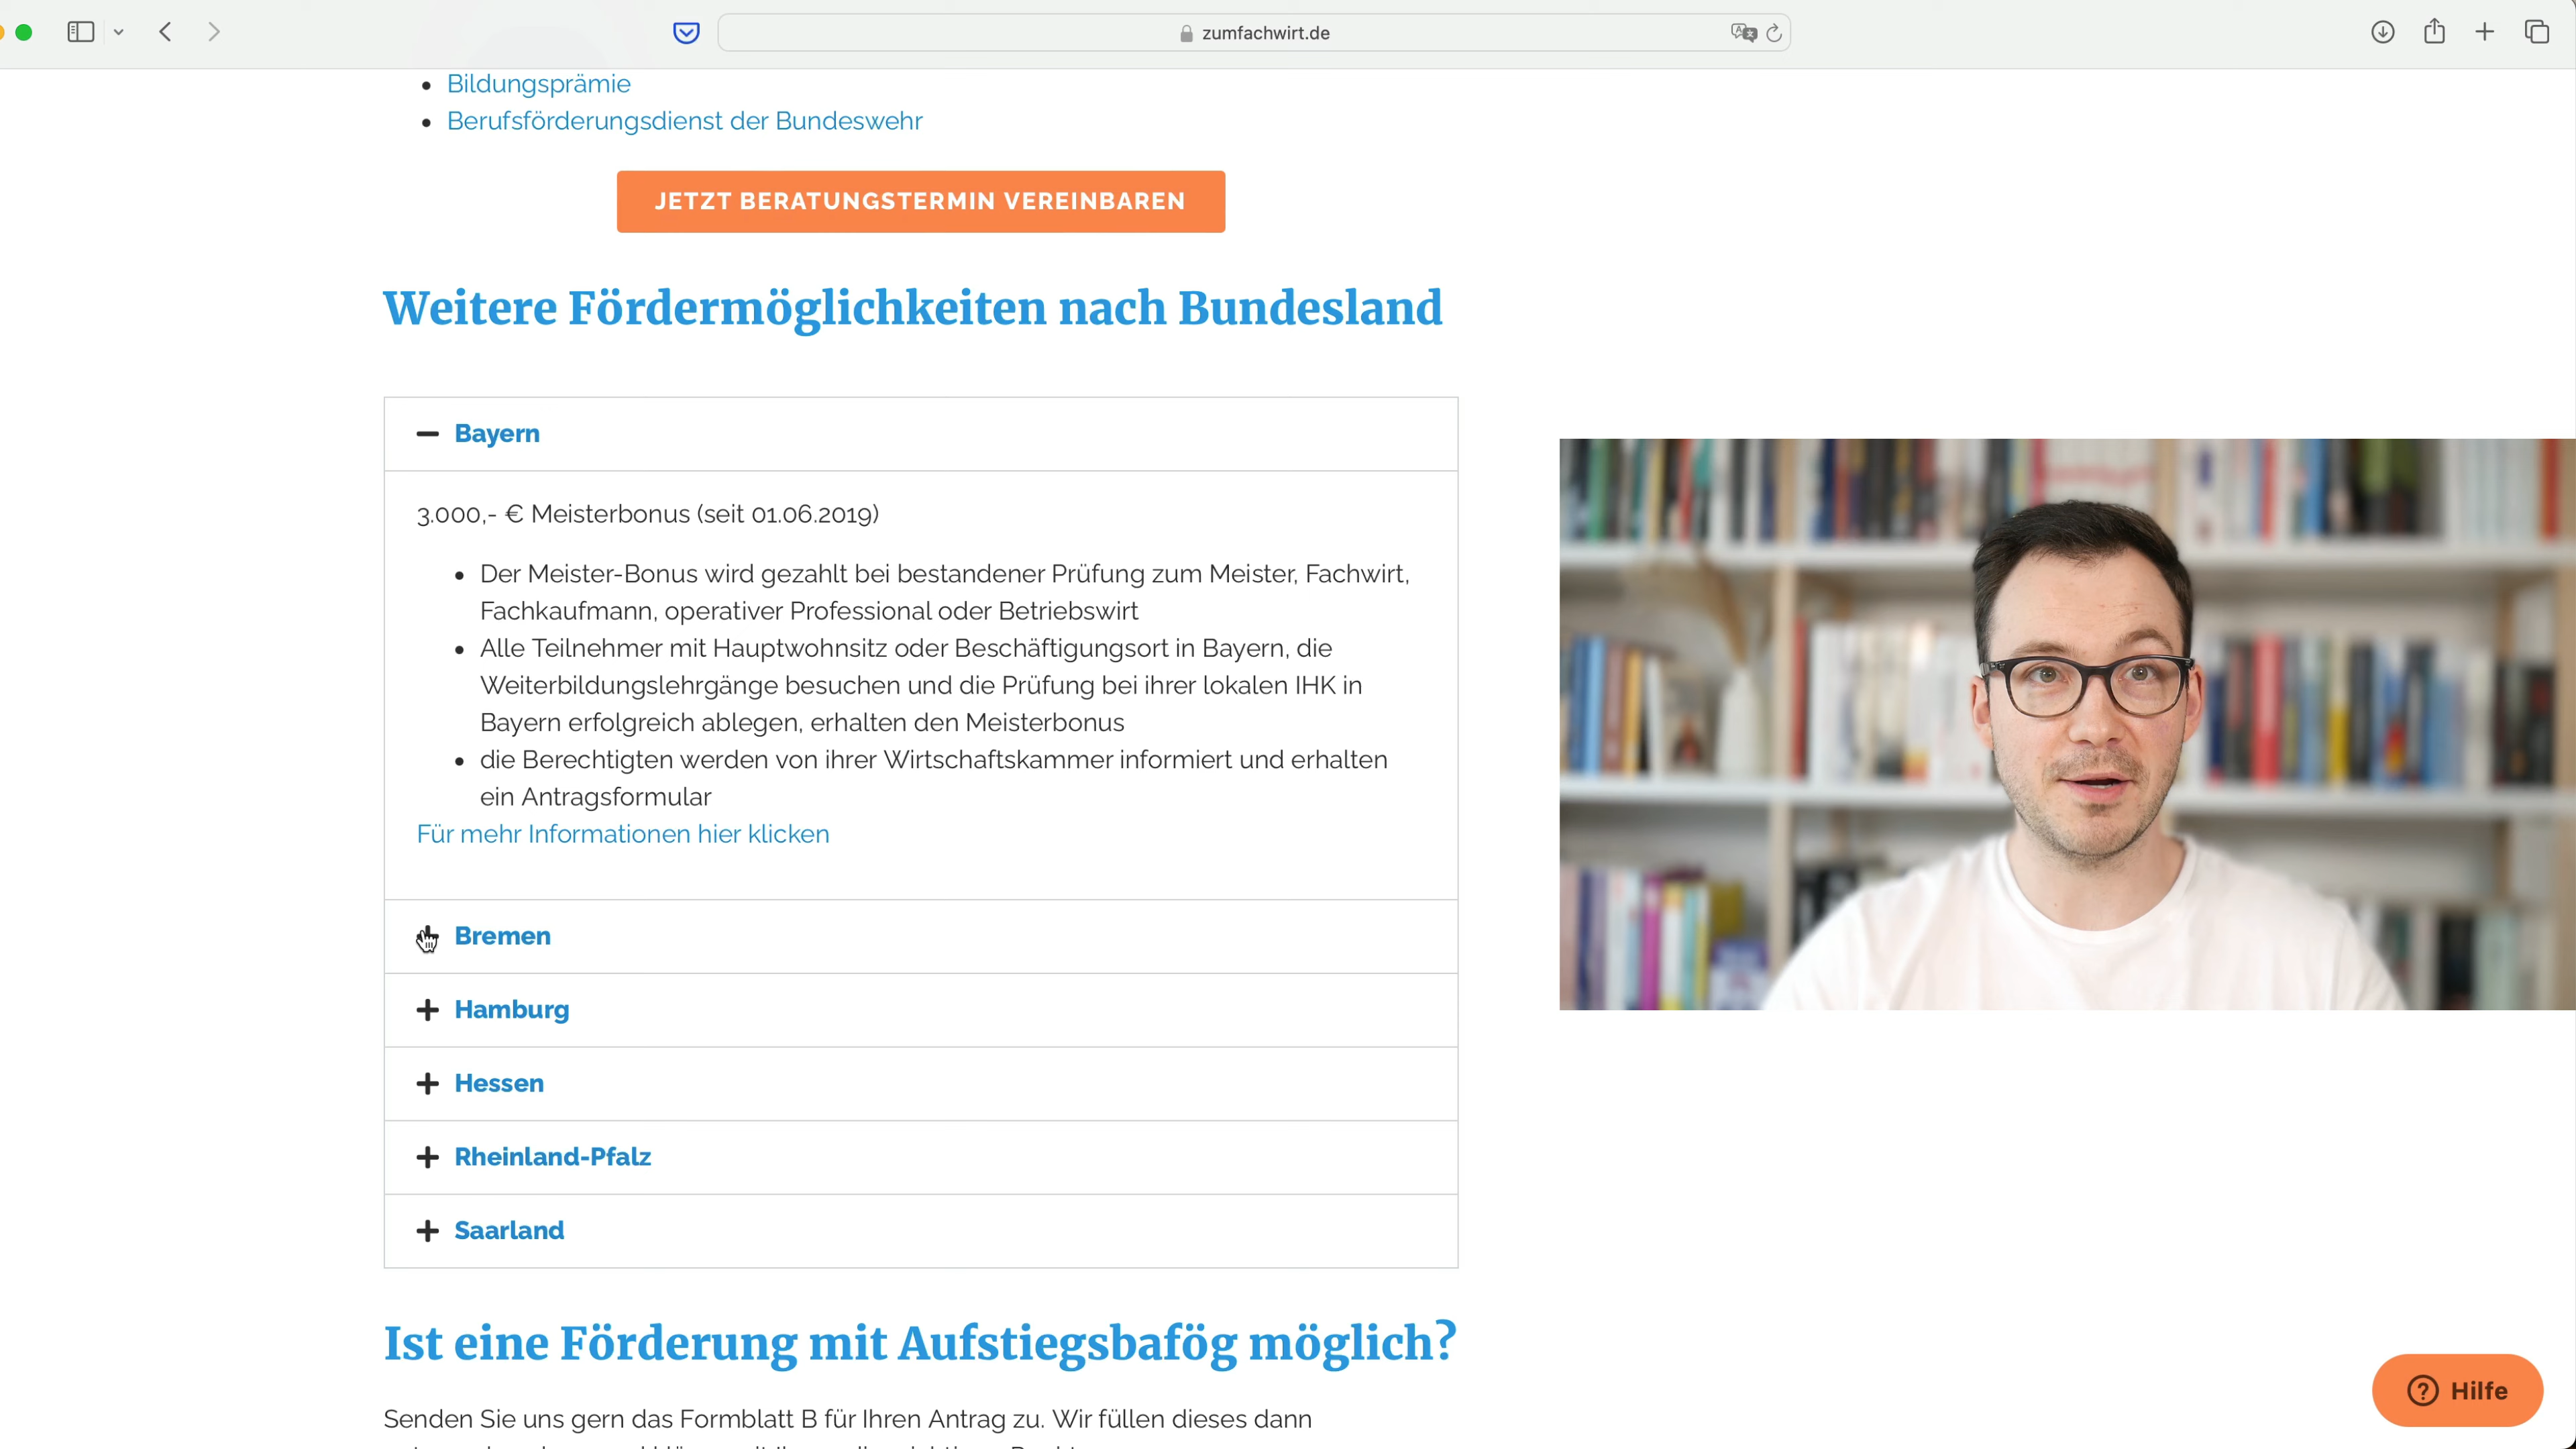 zumfachwirt.de
Bildungsprämie
Berufsförderungsdienst der Bundeswehr
JETZT BERATUNGSTERMIN VEREINBAREN
Weitere Fördermöglichkeiten nach Bundesland
Bayern
3.000,- € Meisterbonus (seit 01.06.2019)
Der Meister-Bonus wird gezahlt bei bestandener Prüfung zum Meister, Fachwirt,
Fachkaufmann, operativer Professional oder Betriebswirt
Alle Teilnehmer mit Hauptwohnsitz oder Beschäftigungsort in Bayern, die
Weiterbildungslehrgänge besuchen und die Prüfung bei ihrer lokalen IHK in
Bayern erfolgreich ablegen, erhalten den Meisterbonus
die Berechtigten werden von ihrer Wirtschaftskammer informiert und erhalten
ein Antragsformular
Für mehr Informationen hier klicken
Bremen
Hamburg
Hessen
Rheinland-Pfalz
Saarland
Ist eine Förderung mit Aufstiegsbafög möglich?
Senden Sie uns gern das Formblatt B für Ihren Antrag zu. Wir füllen dieses dann
Hilfe